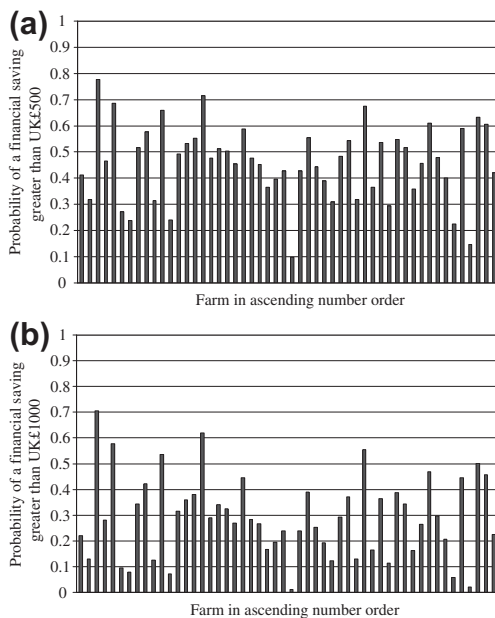 (a)
Probability of a financial saving
greater than UK£500
1
0.9
0.8
0.7
0.6
0.5
0.4
0.3
0.2
0.1
0
Farm in ascending number order
(b)
Probability of a financial saving
greater than UK£1000
1
0.9
0.8
0.7
0.6
0.5
0.4
0.3
0.2
0.1
0
Farm in ascending number order